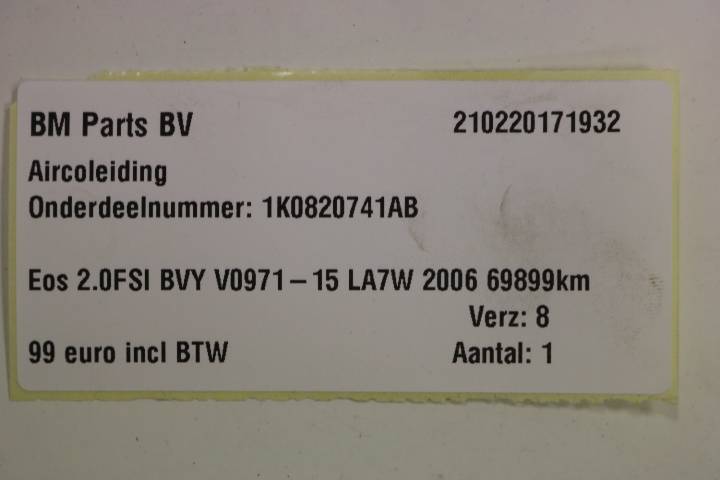 BM Parts BV 210220171932
Aircoleiding
Onderdeelnummer: 1K0820741AB
Eos 2.0FSI BVY V0971-15 LA7W 2006 69899km
Verz: 8
99 euro incl BTW Aantal: 1